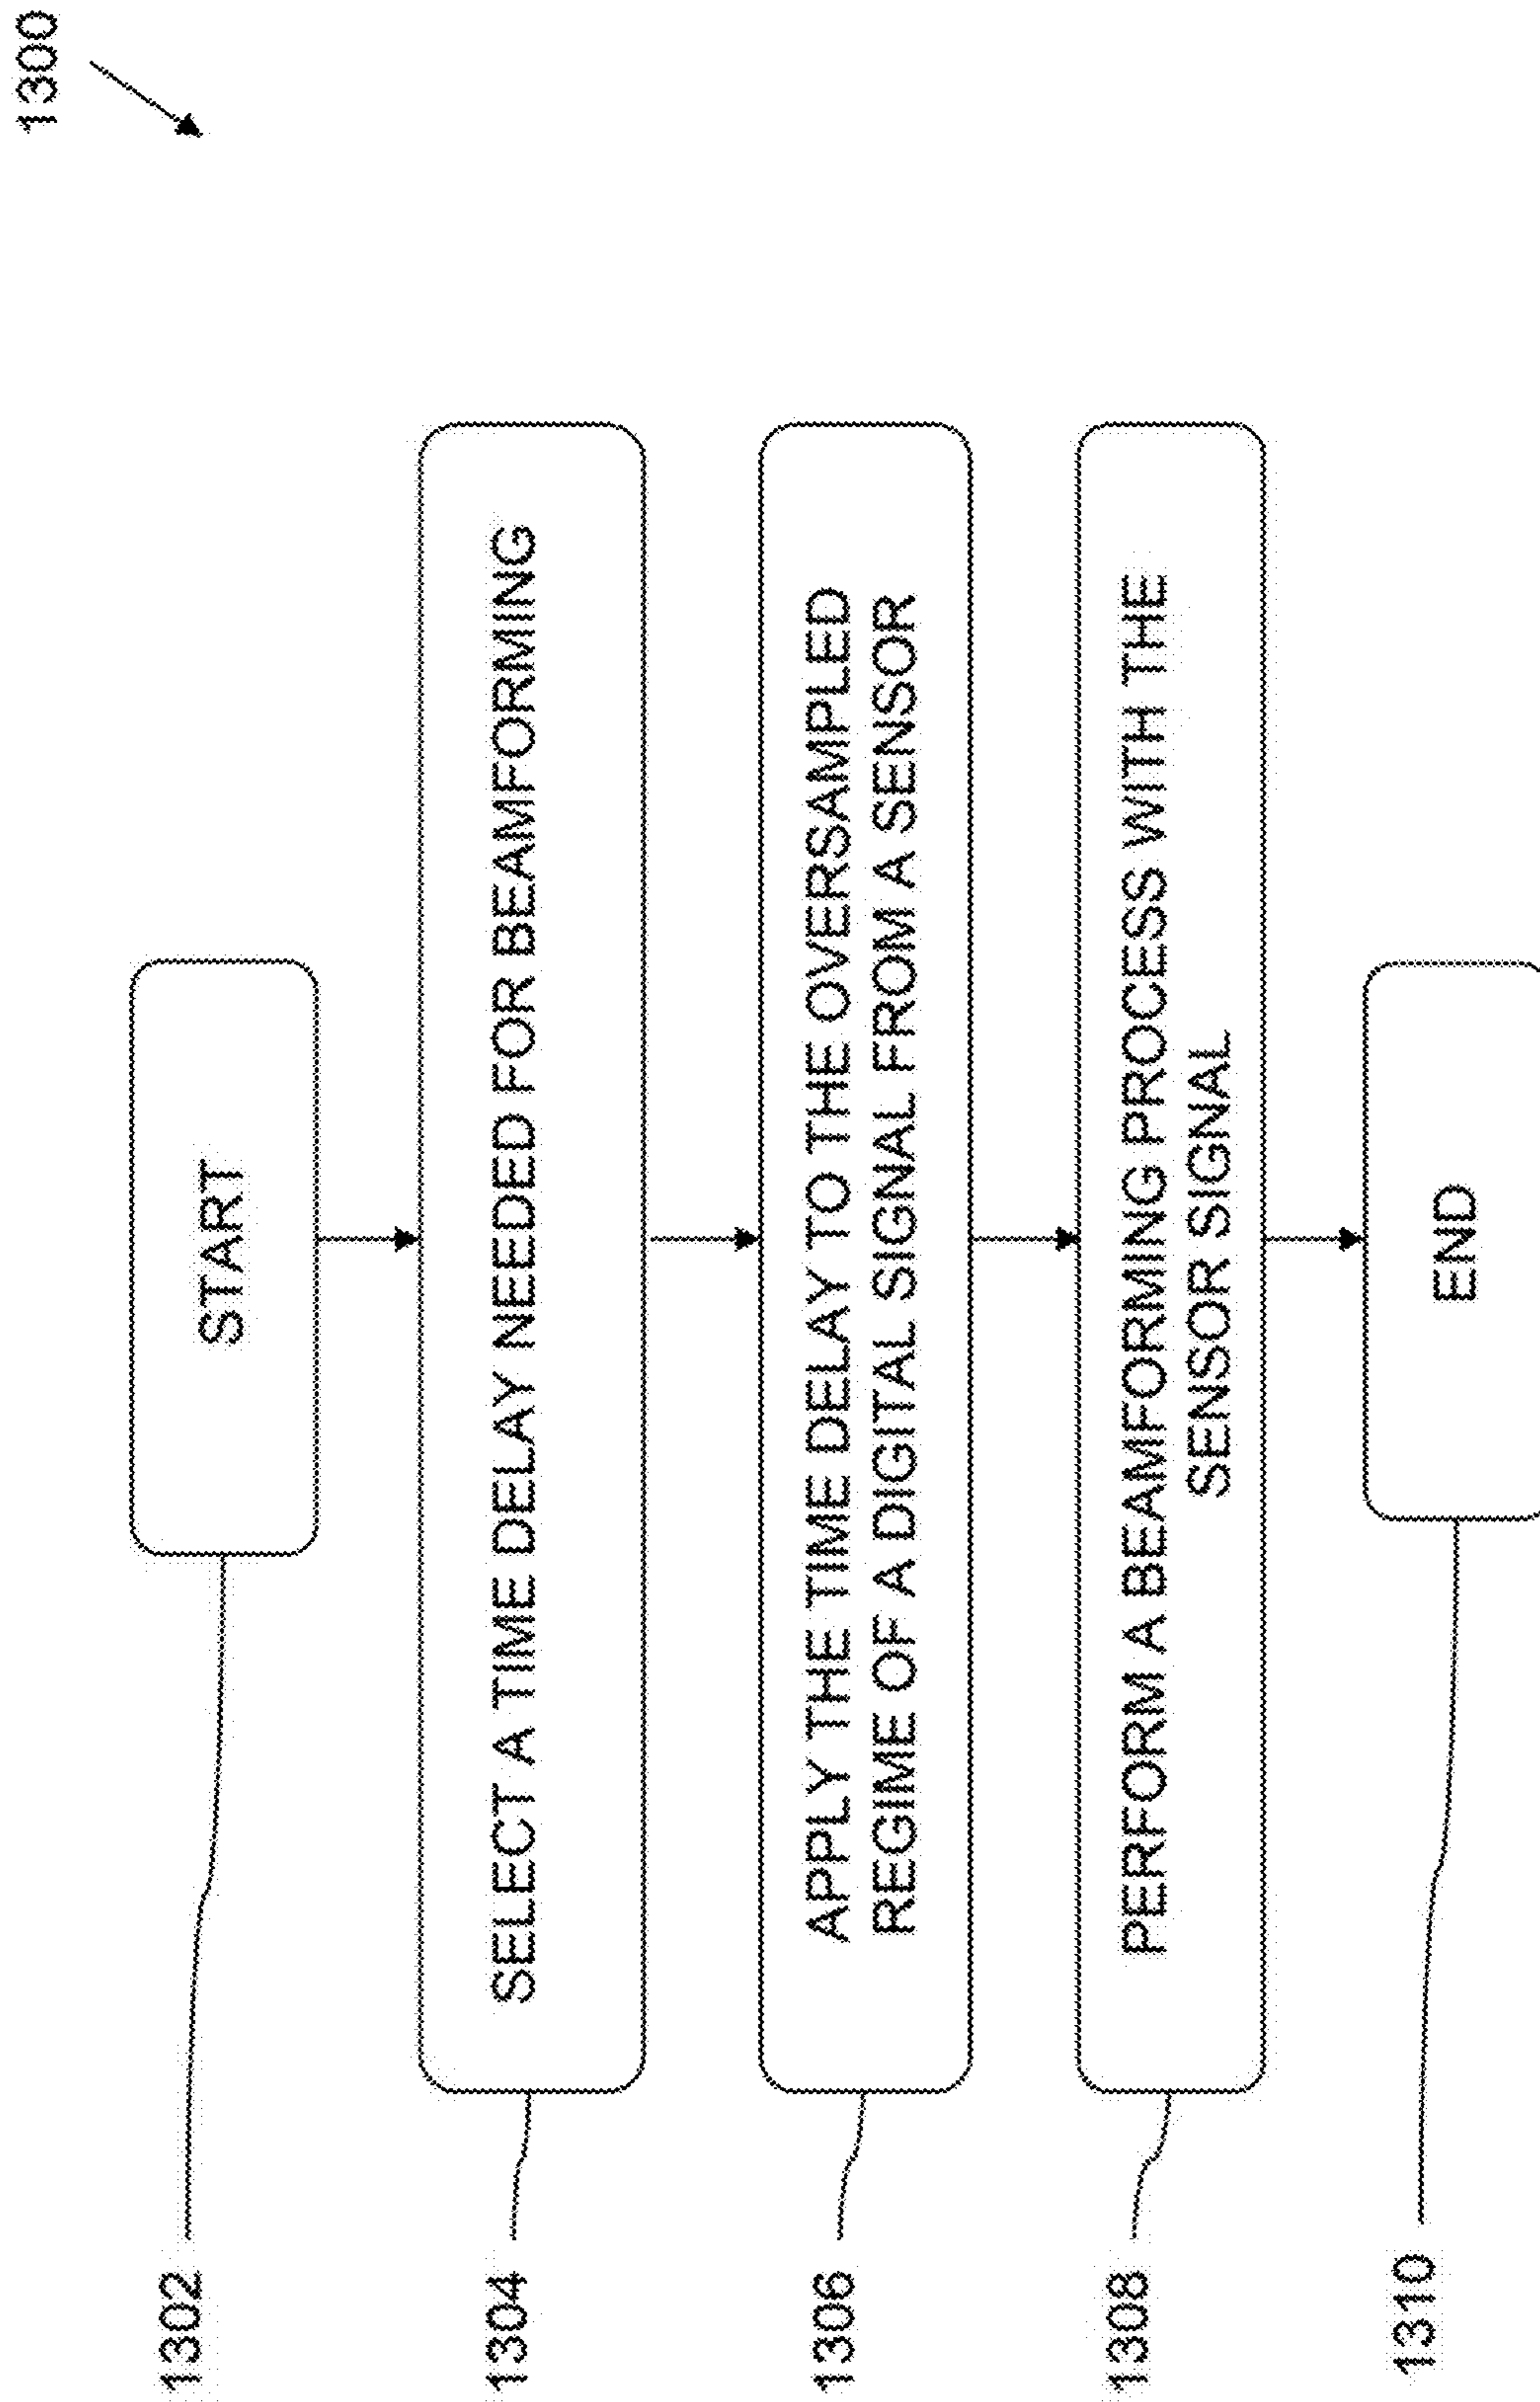 1300
1302
START
1304
SELECT A TIME DELAY NEEDED FOR BEAMFORMING
1306
APPLY THE TIME DELAY TO THE OVERSAMPLED
REGIME OF A DIGITAL SIGNAL FROM A SENSOR
1308
PERFORM A BEAMFORMING PROCESS WITH THE
SENSOR SIGNAL
1310
END